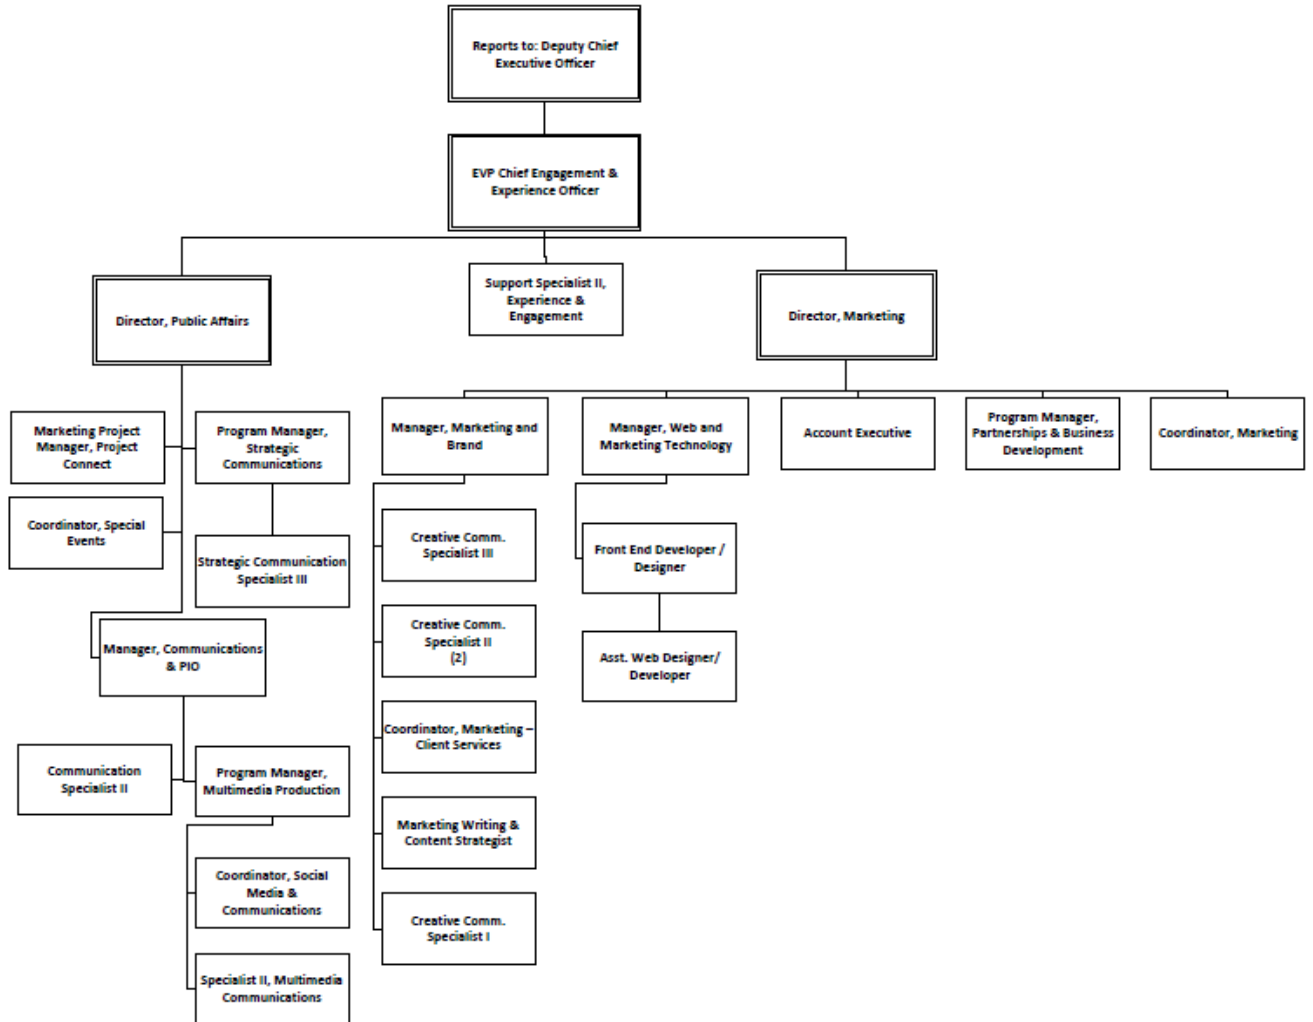 Reports to: Deputy Chief
Executive Officer
EVP Chief Engagement &
Experience Officer
Director, Public Affairs
Support Specialist II,
Experience &
Engagement
Director, Marketing
Marketing Project
Manager, Project
Connect
Program Manager,
Strategic
Communications
Coordinator, Special
Events
Strategic Communication
Specialist III
Manager, Communications
& PIO
Communication
Specialist II
Program Manager,
Multimedia Production
Coordinator, Social
Media &
Communications
Specialist II, Multimedia
Communications
Manager, Marketing and
Brand
Creative Comm.
Specialist III
Creative Comm.
Specialist II
(2)
Coordinator, Marketing –
Client Services
Marketing Writing &
Content Strategist
Creative Comm.
Specialist I
Manager, Web and
Marketing Technology
Front End Developer /
Designer
Asst. Web Designer/
Developer
Account Executive
Program Manager,
Partnerships & Business
Development
Coordinator, Marketing